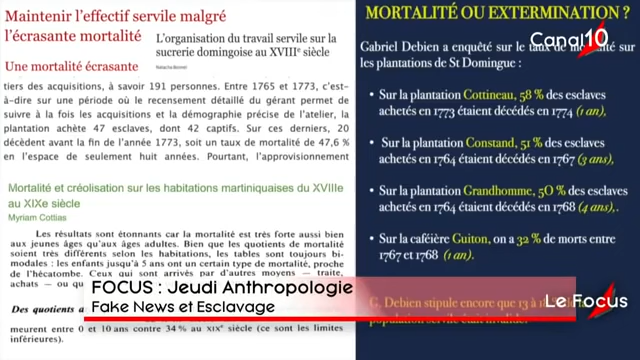 Maintenir l'effectif servile malgré
l'écrasante mortalité
L'organisation du travail servile sur la
sucrerie domingoise au XVIIIᵉ siècle
Natacha Bonnet
Une mortalité écrasante
tiers des acquisitions, à savoir 191 personnes. Entre 1765 et 1773, c'est-
à-dire sur une période où le recensement détaillé du gérant permet de
suivre à la fois les acquisitions et la démographie précise de l'atelier, la
plantation achète 47 esclaves, dont 42 captifs. Sur ces derniers, 20
décèdent avant la fin de l'année 1773, soit un taux de mortalité de 47,6 %
en l'espace de seulement huit années. Pourtant, l'approvisionnement
Mortalité et créolisation sur les habitations martiniquaises du XVIIIe
au XIXe siècle
Myriam Cottias
Les résultats sont étonnants car la mortalité est très forte aussi bien
aux jeunes âges qu'aux âges adultes. Bien que les quotients de mortalité
soient très différents selon les habitations, les tables sont toujours bi-
modales : les enfants jusqu'à 5 ans ont un certain type de mortalité, proche
de l'hécatombe. Ceux qui sont arrivés par d'autres moyens — traite,
achats — ou qu
Des quotients a
meurent entre 0 et 10 ans contre 34 % au XIXᵉ siècle (ce sont les limites
inférieures).
MORTALITÉ OU EXTERMINATION ?
Canal10
Gabriel Debien a enquêté sur le taux de mortalité sur
les plantations de St Domingue :
• Sur la plantation Cottineau, 58 % des esclaves
achetés en 1773 étaient décédés en 1774 (1 an),
• Sur la plantation Constand, 51 % des esclaves
achetés en 1764 étaient décédés en 1767 (3 ans),
• Sur la plantation Grandhomme, 50 % des esclaves
achetés en 1764 étaient décédés en 1768 (4 ans),.
• Sur la caféière Guiton, on a 32 % de morts entre
1767 et 1768 (1 an).
G. Debien stipule encore que 13 à
FOCUS : Jeudi Anthropologie
Fake News et Esclavage
Le Focus